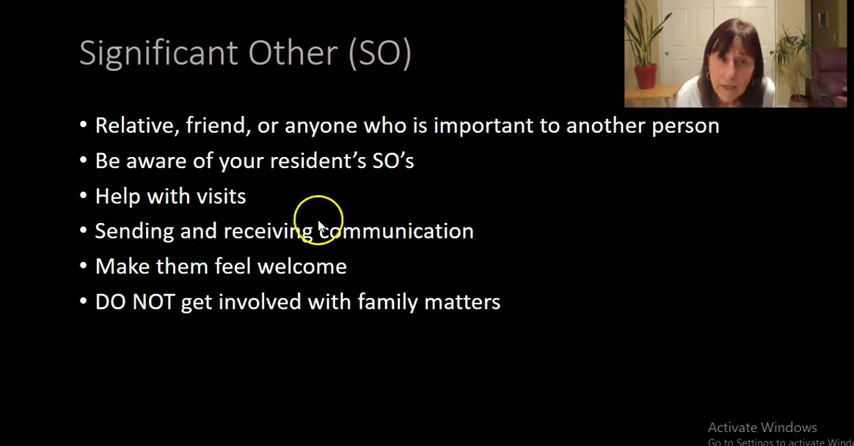 Significant Other (SO)
• Relative, friend, or anyone who is important to another person
• Be aware of your resident’s SO’s
• Help with visits
• Sending and receiving communication
• Make them feel welcome
• DO NOT get involved with family matters
Activate Windows
Go to Settings to activate Windo